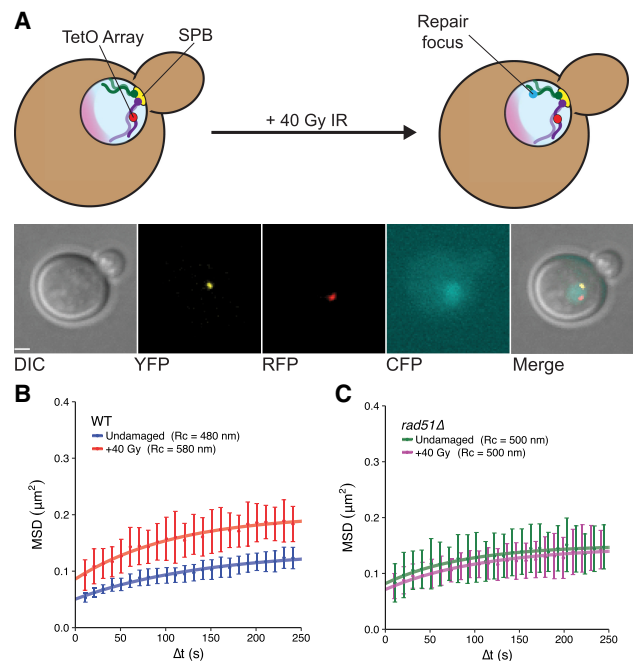 A
TetO Array
SPB
Repair
focus
+ 40 Gy IR
DIC
YFP
RFP
CFP
Merge
B
WT
Undamaged (Rc = 480 nm)
+40 Gy (Rc = 580 nm)
MSD (µm²)
0.4
0.3
0.2
0.1
0.0
0
50
100
150
200
250
Δt (s)
C
rad51Δ
Undamaged (Rc = 500 nm)
+40 Gy (Rc = 500 nm)
MSD (µm²)
0.4
0.3
0.2
0.1
0.0
0
50
100
150
200
250
Δt (s)